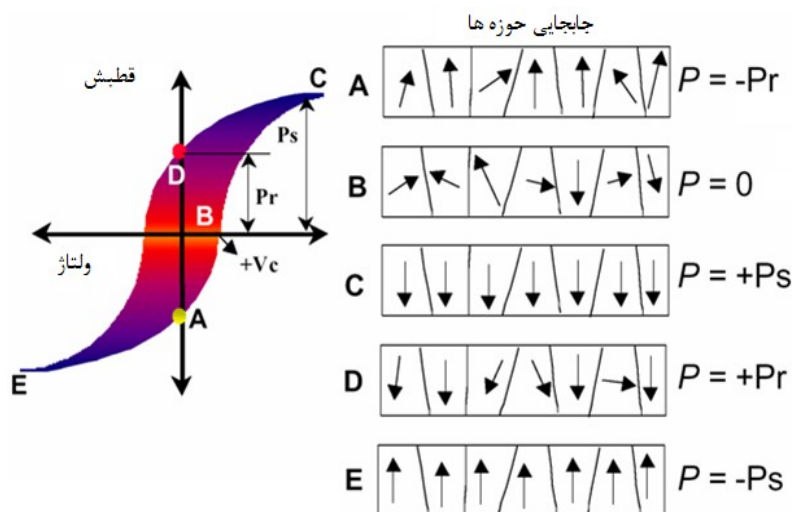 جابجایی حوزه ها
قطبش
C
Ps
D
Pr
B
ولتاژ
+Vc
A
E
A P = -Pr
B P = 0
C P = +Ps
D P = +Pr
E P = -Ps